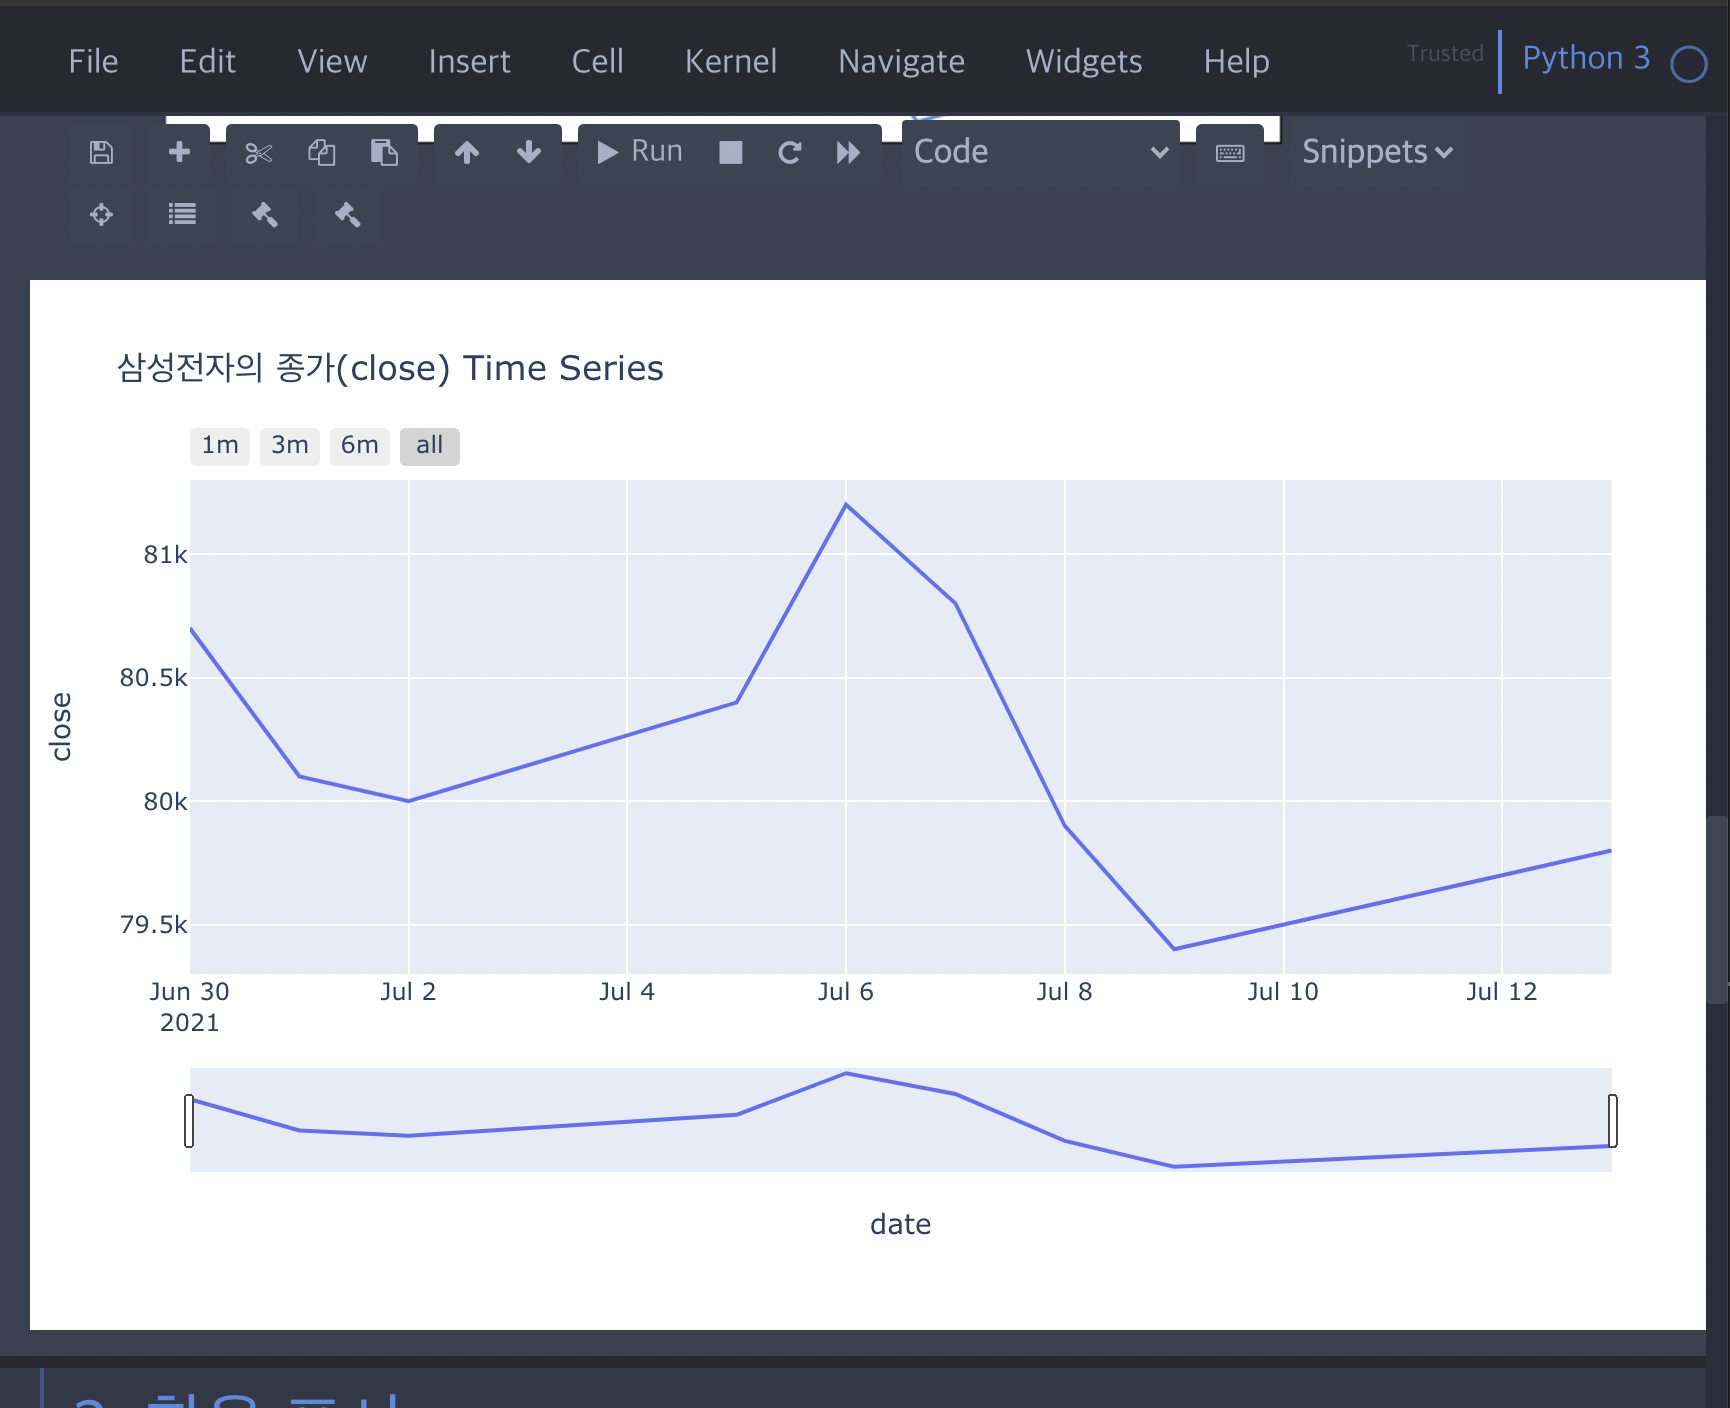 File Edit View Insert Cell Kernel Navigate Widgets Help Trusted Python 3
Run Code Snippets
삼성전자의 종가(close) Time Series
1m 3m 6m all
81k
80.5k
80k
79.5k
close
Jun 30 Jul 2 Jul 4 Jul 6 Jul 8 Jul 10 Jul 12
2021
date